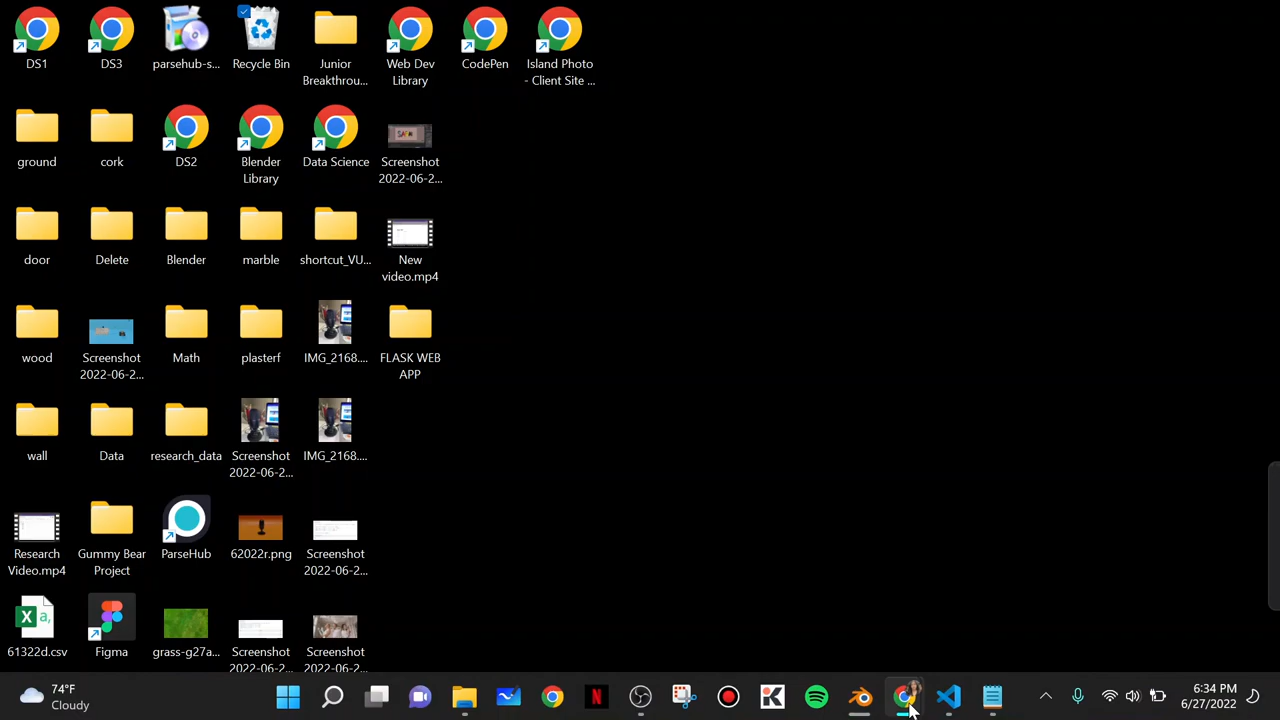 DS1
DS3
parsehub-s...
Recycle Bin
Junior
Breakthrou...
Web Dev
Library
CodePen
Island Photo
- Client Site ...
ground
cork
DS2
Blender
Library
Data Science
Screenshot
2022-06-2...
door
Delete
Blender
marble
shortcut_VU...
New
video.mp4
wood
Screenshot
2022-06-2...
Math
plasterf
IMG_2168....
FLASK WEB
APP
wall
Data
research_data
Screenshot
2022-06-2...
IMG_2168....
Research
Video.mp4
Gummy Bear
Project
ParseHub
62022r.png
Screenshot
2022-06-2...
61322d.csv
Figma
grass-g27a...
Screenshot
2022-06-2...
Screenshot
2022-06-2...
74°F
Cloudy
6:34 PM
6/27/2022